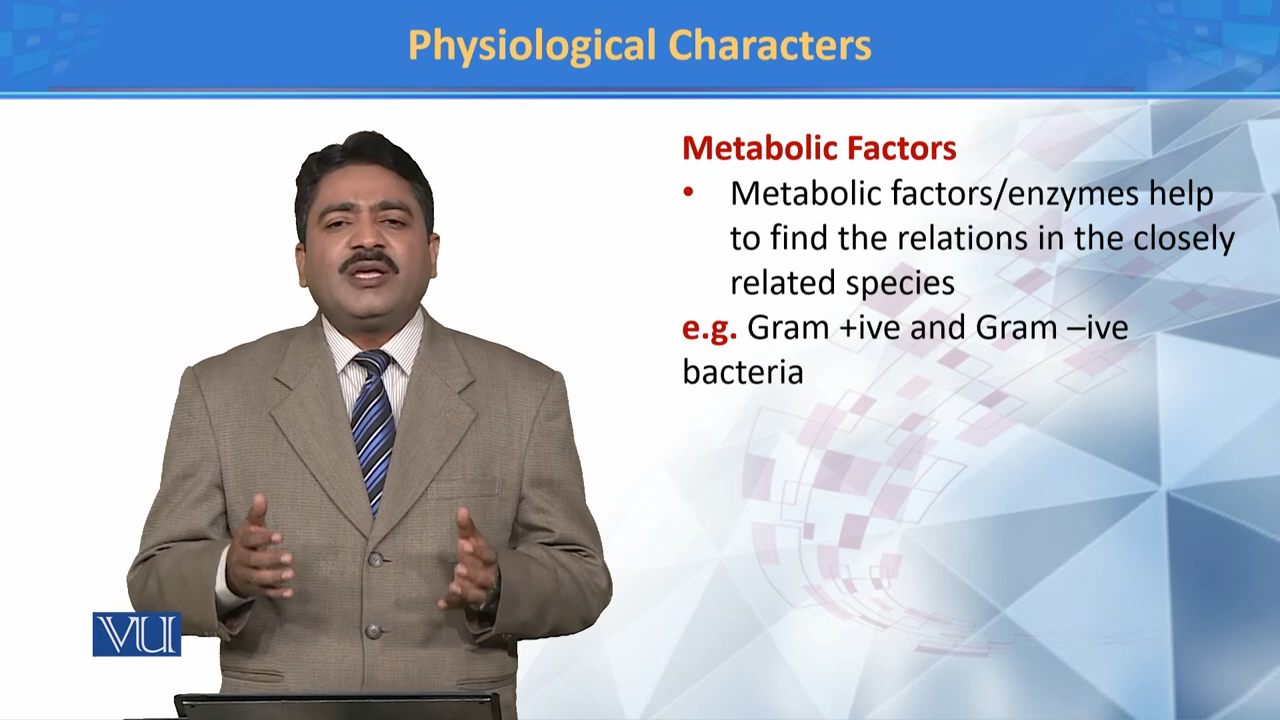 Physiological Characters
Metabolic Factors
• Metabolic factors/enzymes help
to find the relations in the closely
related species
e.g. Gram +ive and Gram –ive
bacteria
VU